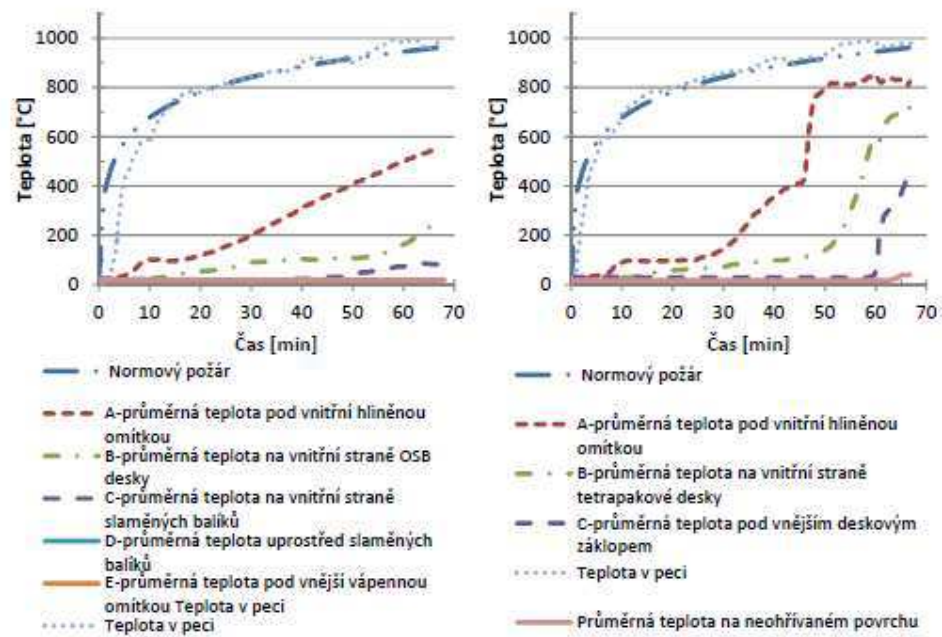 1000
800
600
400
200
0
Teplota [°C]
0 10 20 30 40 50 60 70
Čas [min]
Normový požár
A-průměrná teplota pod vnitřní hliněnou
omítkou
B-průměrná teplota na vnitřní straně OSB
desky
C-průměrná teplota na vnitřní straně
slaměných balíků
D-průměrná teplota uprostřed slaměných
balíků
E-průměrná teplota pod vnější vápennou
omítkou Teplota v peci
Teplota v peci
1000
800
600
400
200
0
Teplota [°C]
0 10 20 30 40 50 60 70
Čas [min]
Normový požár
A-průměrná teplota pod vnitřní hliněnou
omítkou
B-průměrná teplota na vnitřní straně
tetrapakové desky
C-průměrná teplota pod vnějším deskovým
záklopem
Teplota v peci
Průměrná teplota na neohřívaném povrchu